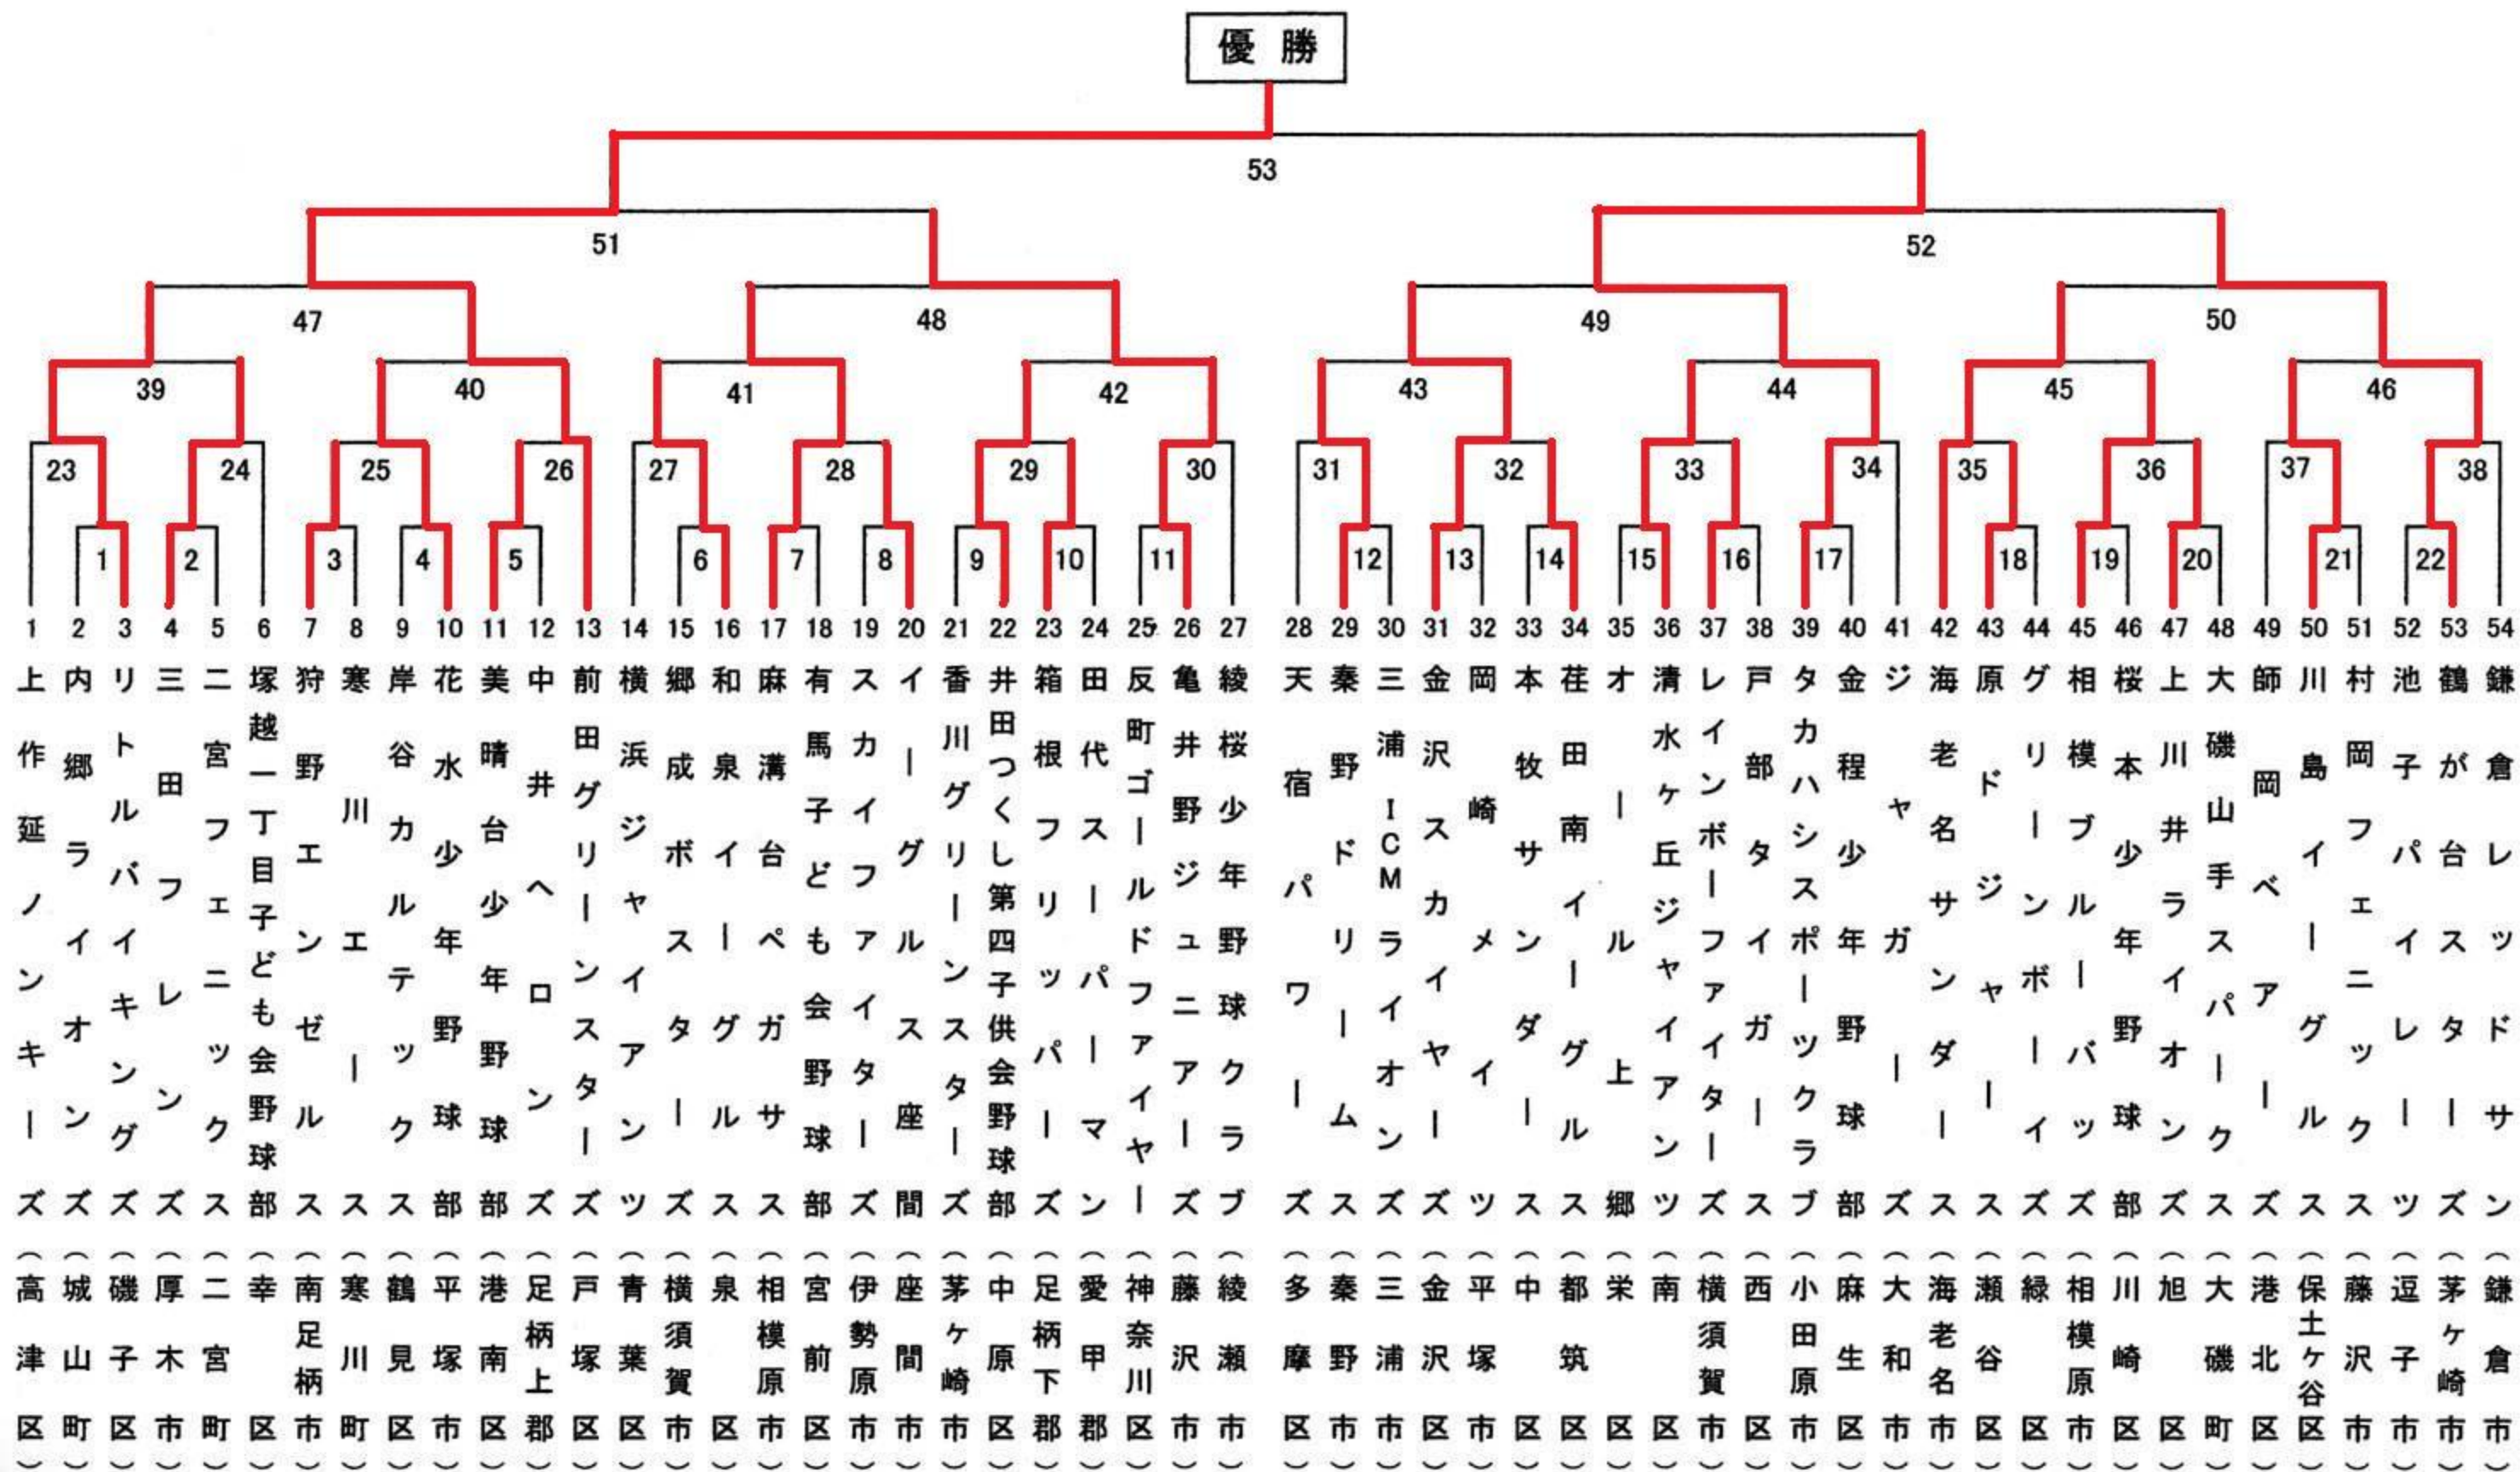 優勝
53
51
52
47
48
49
50
39
40
41
42
43
44
45
46
23
24
25
26
27
28
29
30
31
32
33
34
35
36
37
38
1
2
3
4
5
6
7
8
9
10
11
12
13
14
15
16
17
18
19
20
21
22
1 上作延ノンキーズ(高津区)
2 内郷ライオンズ(城山町)
3 リトルバイキングズ(磯子区)
4 三田フレンズ(厚木市)
5 二宮フェニックス(二宮町)
6 塚越一丁目子ども会野球部(幸区)
7 狩野エンゼルス(南足柄市)
8 寒川エース(寒川町)
9 岸谷カルテックス(鶴見区)
10 花水少年野球部(平塚市)
11 美晴台少年野球部(港南区)
12 中井ヘロンズ(足柄上郡)
13 前田グリーンスターズ(戸塚区)
14 横浜ジャイアンツ(青葉区)
15 郷成ボスターズ(横須賀市)
16 和泉イーグルス(泉区)
17 麻溝台ペガサス(相模原市)
18 有馬子ども会野球部(宮前区)
19 スカイファイターズ(伊勢原市)
20 イーグルス座間(座間市)
21 香川グリーンスターズ(茅ヶ崎市)
22 井田つくし第四子供会野球部(中原区)
23 箱根フリッパーズ(足柄下郡)
24 田代スーパーマン(愛甲郡)
25 反町ゴールドファイヤー(神奈川区)
26 亀井野ジュニアーズ(藤沢市)
27 綾桜少年野球クラブ(綾瀬市)
28 天宿パワーズ(多摩区)
29 秦野ドリームス(秦野市)
30 三浦ICMライオンズ(三浦市)
31 金沢スカイヤーズ(金沢区)
32 岡崎メイツ(平塚市)
33 本牧サンダース(中区)
34 荏田南イーグルス(都筑区)
35 オール上郷(栄区)
36 清水ヶ丘ジャイアンツ(南区)
37 レインボーファイターズ(横須賀市)
38 戸部タイガース(西区)
39 タカハシスポーツクラブ(小田原市)
40 金程少年野球部(麻生区)
41 ジャガーズ(大和市)
42 海老名サンダース(海老名市)
43 原ドジャース(瀬谷区)
44 グリーンボーイズ(緑区)
45 相模ブルーバッズ(相模原市)
46 桜本少年野球部(川崎区)
47 上川井ライオンズ(旭区)
48 大磯山手スパークス(大磯町)
49 師岡ベアーズ(港北区)
50 川島イーグルス(保土ヶ谷区)
51 村岡フェニックス(藤沢市)
52 池子パイレーツ(逗子市)
53 鶴が台スターズ(茅ヶ崎市)
54 鎌倉レッドサン(鎌倉市)